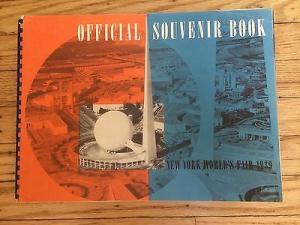 OFFICIAL SOUVENIR BOOK
NEW YORK WORLD'S FAIR 1939